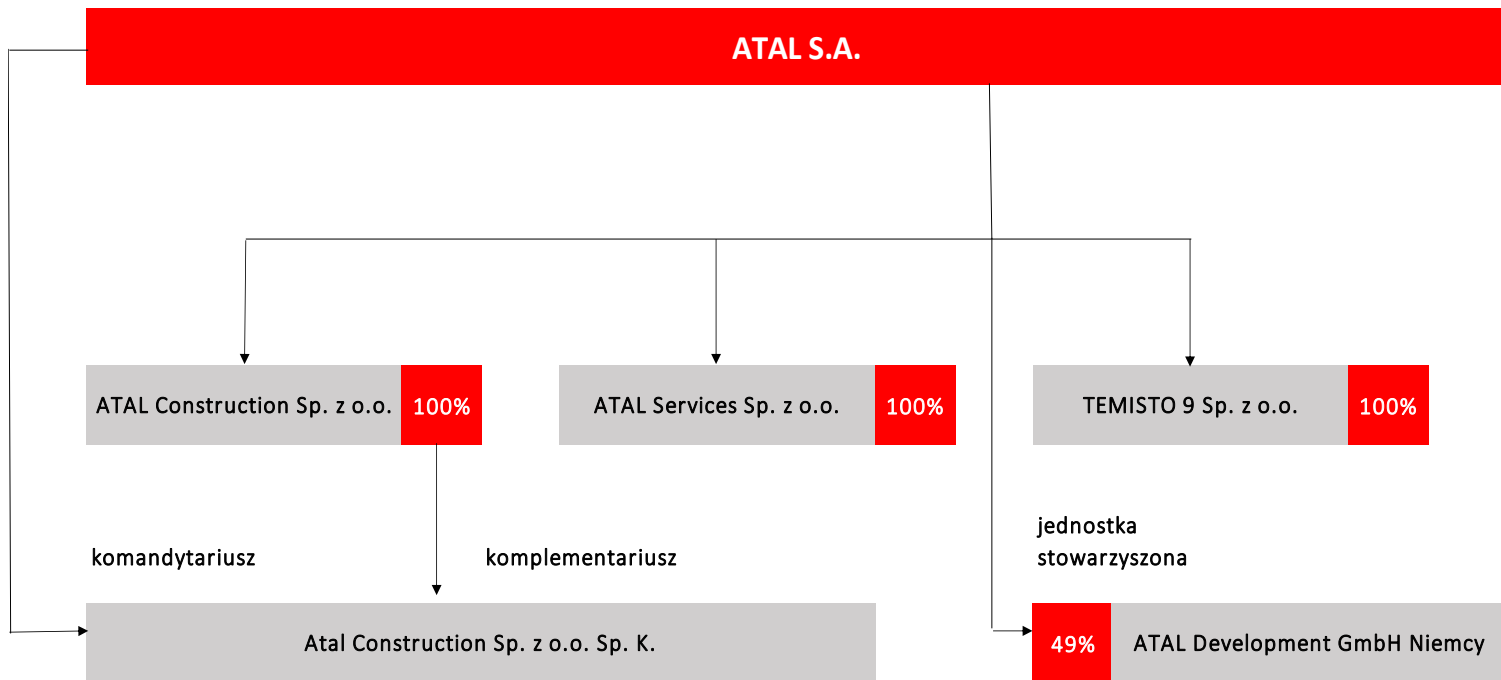 ATAL S.A.
ATAL Construction Sp. z o.o. 100%
ATAL Services Sp. z o.o. 100%
TEMISTO 9 Sp. z o.o. 100%
komandytariusz
komplementariusz
jednostka
stowarzyszona
Atal Construction Sp. z o.o. Sp. K.
49% ATAL Development GmbH Niemcy